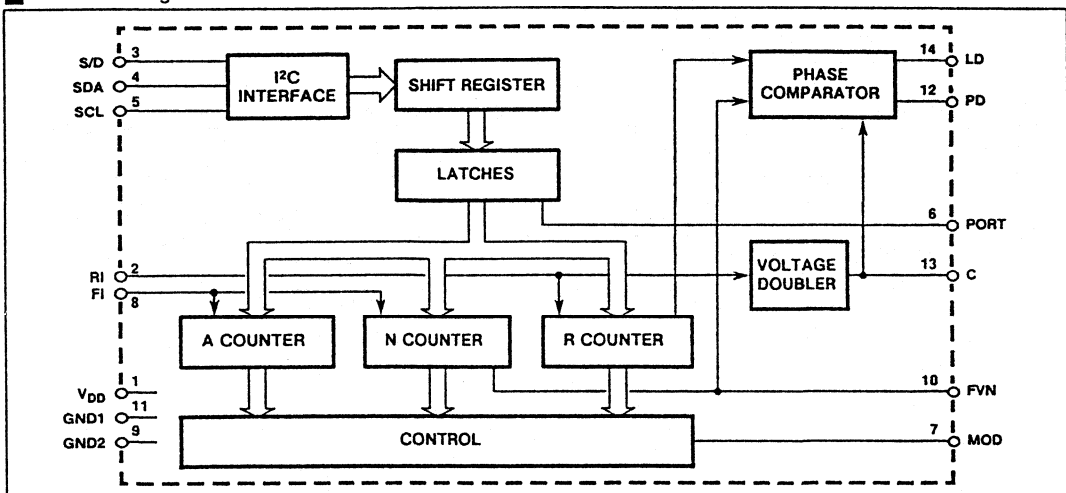 S/D 3
SDA 4
SCL 5
I²C
INTERFACE
SHIFT REGISTER
PHASE
COMPARATOR
14 LD
12 PD
LATCHES
6 PORT
RI 2
FI 8
VOLTAGE
DOUBLER
13 C
A COUNTER
N COUNTER
R COUNTER
VDD 1
GND1 11
GND2 9
10 FVN
CONTROL
7 MOD